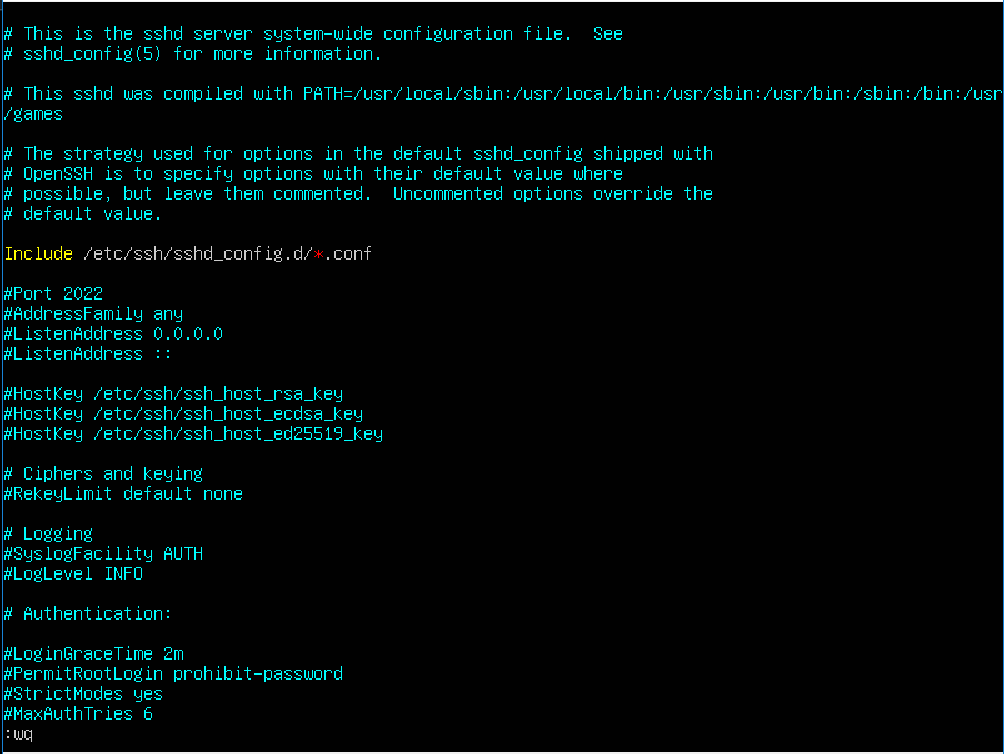 # This is the sshd server system-wide configuration file.  See
# sshd_config(5) for more information.
# This sshd was compiled with PATH=/usr/local/sbin:/usr/local/bin:/usr/sbin:/usr/bin:/sbin:/bin:/usr
/games
# The strategy used for options in the default sshd_config shipped with
# OpenSSH is to specify options with their default value where
# possible, but leave them commented.  Uncommented options override the
# default value.
Include /etc/ssh/sshd_config.d/*.conf
#Port 2022
#AddressFamily any
#ListenAddress 0.0.0.0
#ListenAddress ::
#HostKey /etc/ssh/ssh_host_rsa_key
#HostKey /etc/ssh/ssh_host_ecdsa_key
#HostKey /etc/ssh/ssh_host_ed25519_key
# Ciphers and keying
#RekeyLimit default none
# Logging
#SyslogFacility AUTH
#LogLevel INFO
# Authentication:
#LoginGraceTime 2m
#PermitRootLogin prohibit-password
#StrictModes yes
#MaxAuthTries 6
:wq